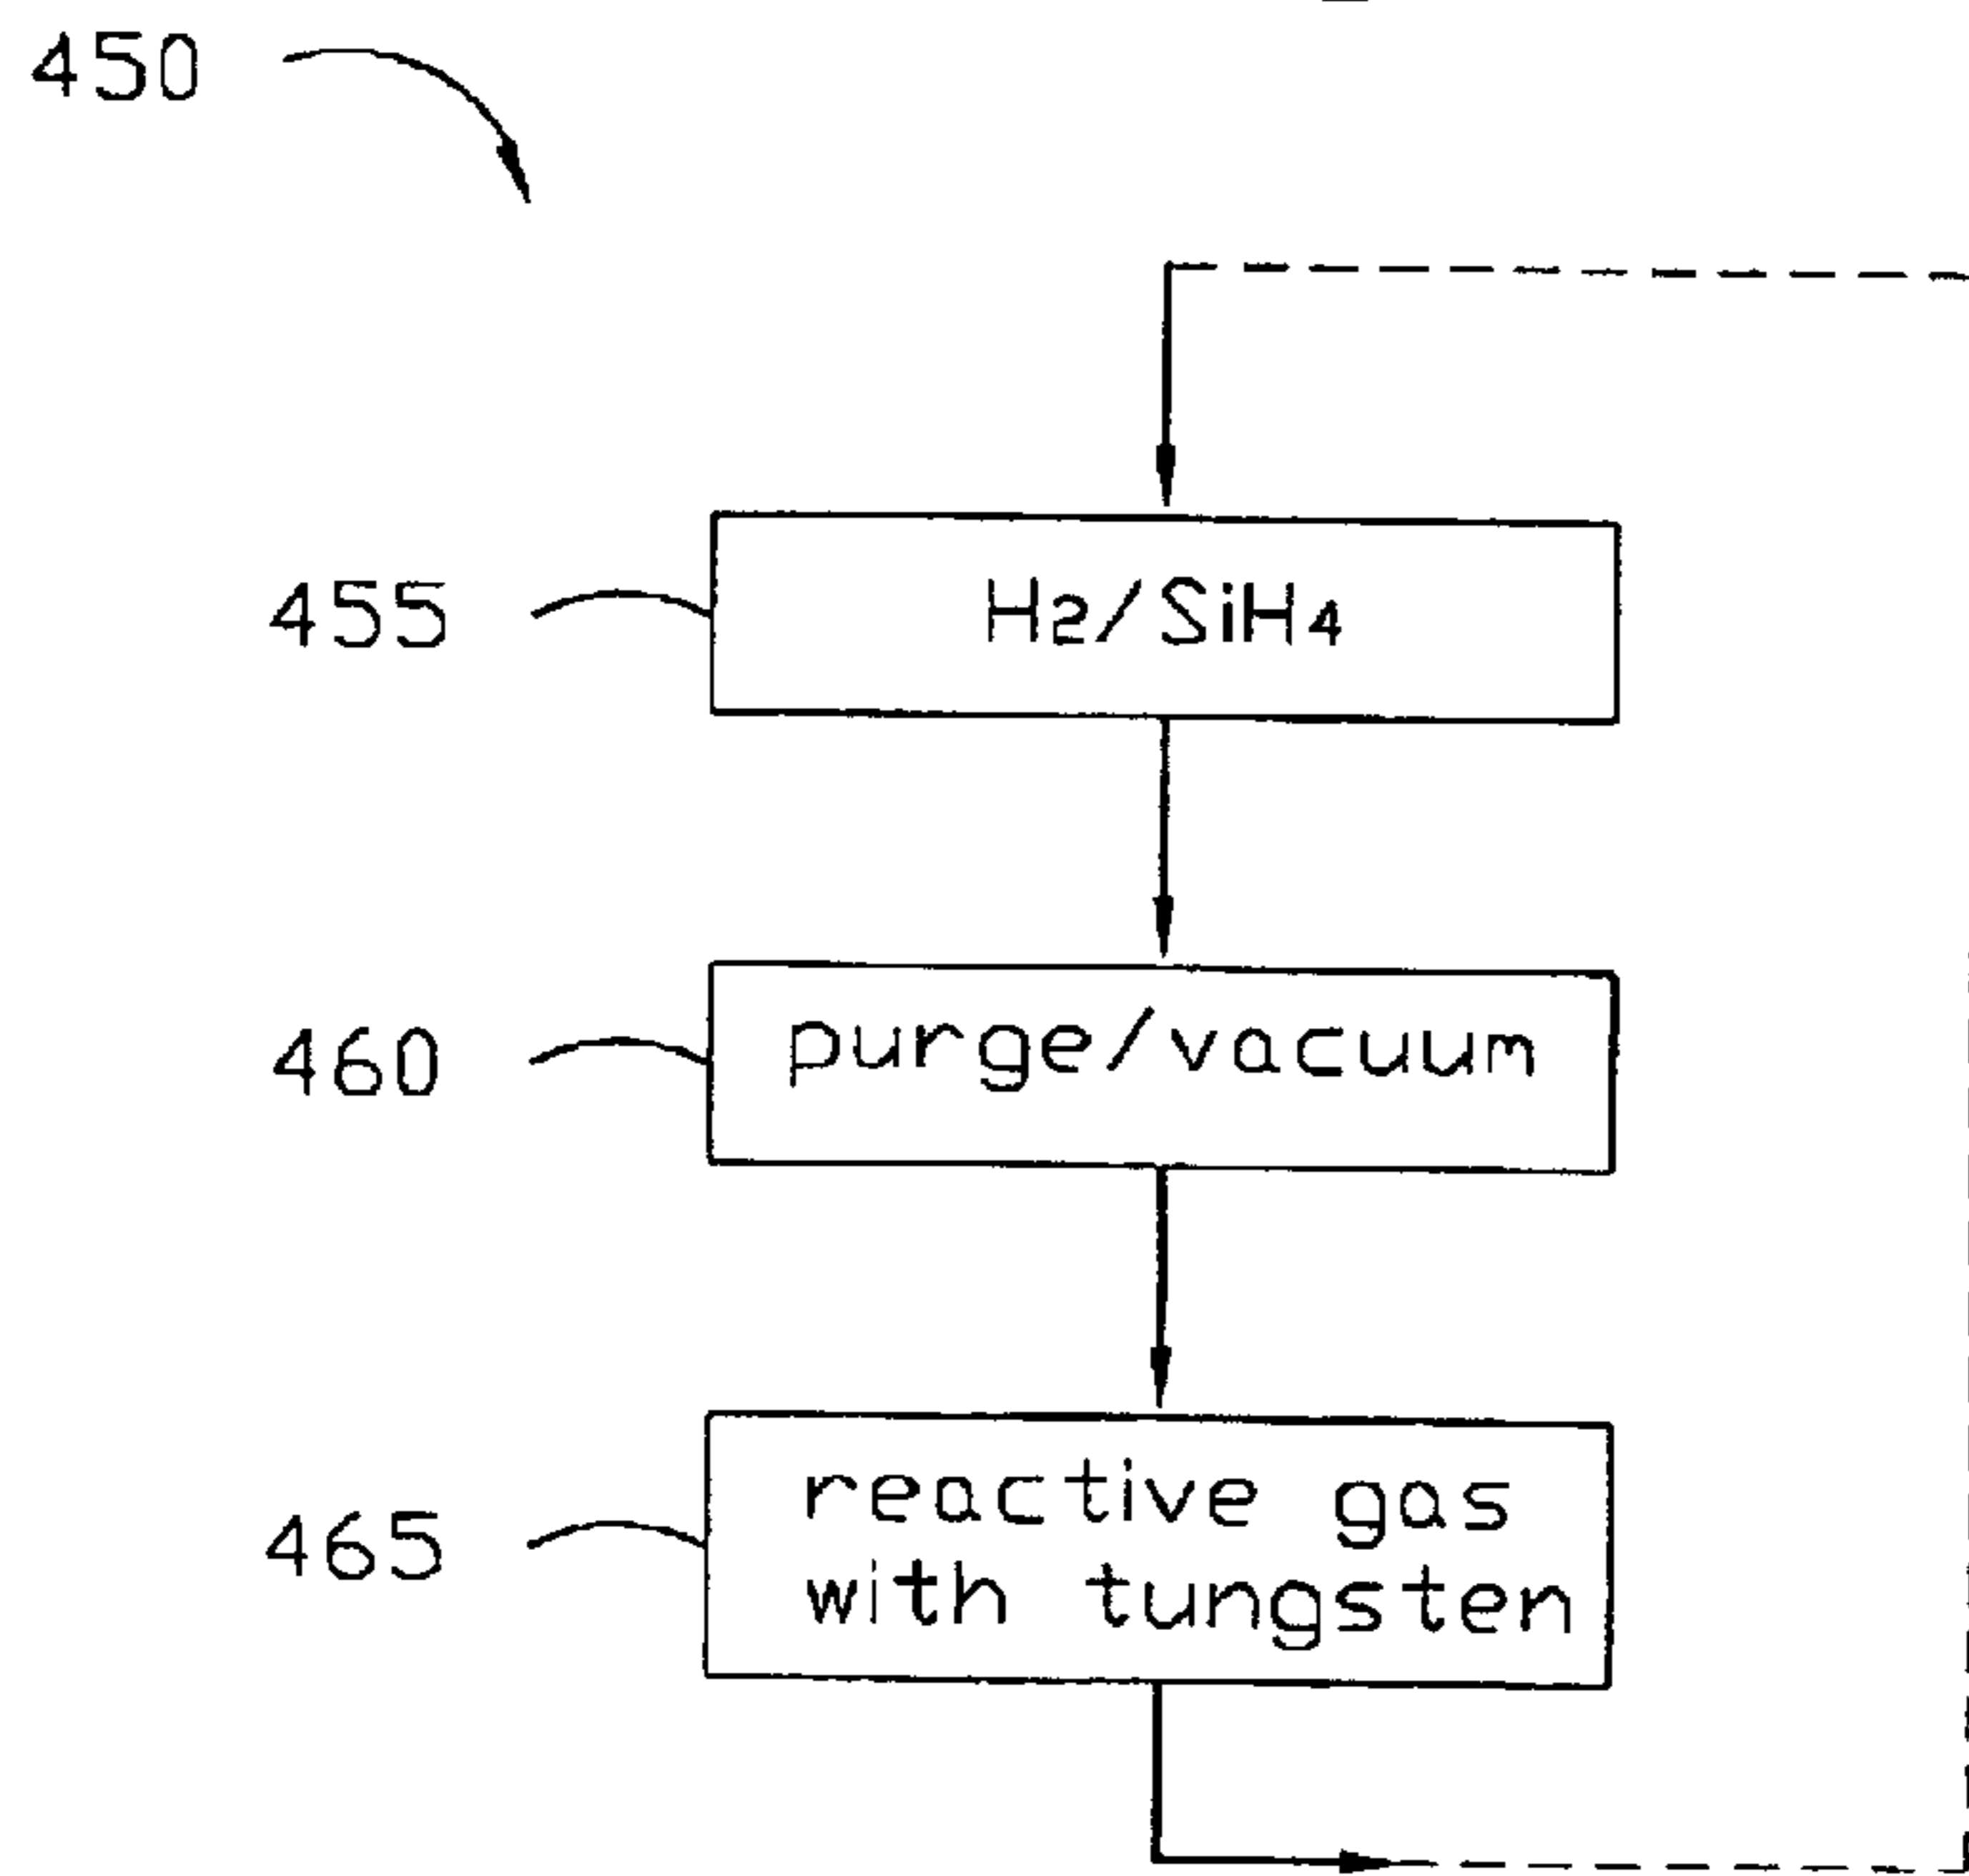 450
455
H2/SiH4
460
purge/vacuum
465
reactive gas
with tungsten